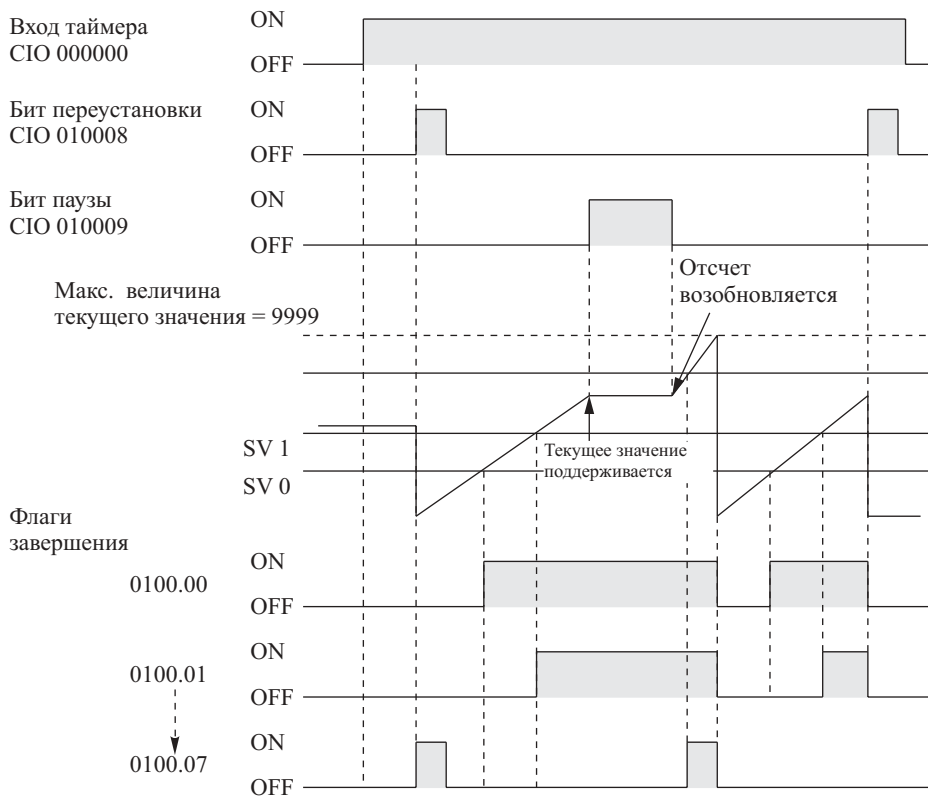 Вход таймера
CIO 000000
ON
OFF
Бит переустановки
CIO 010008
ON
OFF
Бит паузы
CIO 010009
ON
OFF
Отсчет
возобновляется
Макс. величина
текущего значения = 9999
SV 1
Текущее значение
поддерживается
SV 0
Флаги
завершения
0100.00
ON
OFF
0100.01
ON
OFF
0100.07
ON
OFF